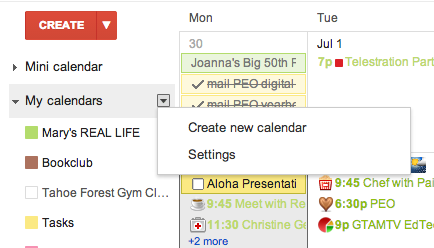 CREATE
Mon
Tue
30
Jul 1
Joanna's Big 50th
7p Telestration Part
Mini calendar
mail PEO digital
My calendars
mail PEO
Create new calendar
Settings
Mary's REAL LIFE
Bookclub
Tahoe Forest Gym Cl...
Tasks
Aloha Presentati
9:45 Chef with Pa
9:45 Meet with Re
6:30p PEO
11:30 Christine Ge
9p GTAMTV EdTe
+2 more